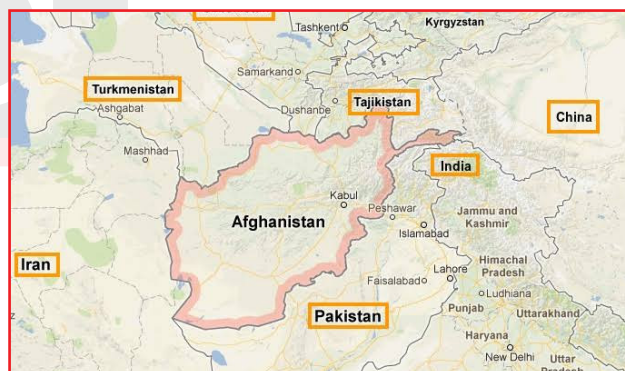 Tashkent
Kyrgyzstan
Samarkand
Turkmenistan
Ashgabat
Dushanbe
Tajikistan
China
Mashhad
India
Kabul
Peshawar
Afghanistan
Jammu and
Kashmir
Islamabad
Iran
Himachal
Pradesh
Lahore
Faisalabad
Ludhiana
Pakistan
Punjab
Uttarakhand
Haryana
New Delhi
Uttar